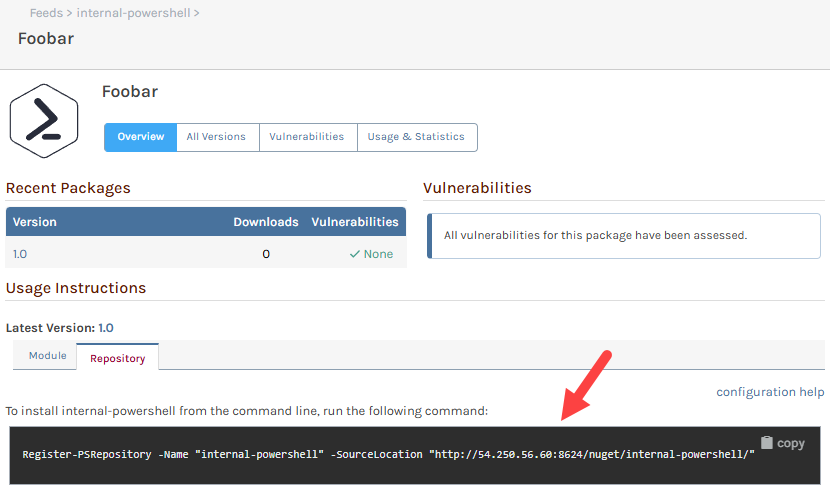 Feeds > internal-powershell >
Foobar
Foobar
Overview All Versions Vulnerabilities Usage & Statistics
Recent Packages
Version Downloads Vulnerabilities
1.0 0 None
Vulnerabilities
All vulnerabilities for this package have been assessed.
Usage Instructions
Latest Version: 1.0
Module Repository
configuration help
To install internal-powershell from the command line, run the following command:
copy
Register-PSRepository -Name "internal-powershell" -SourceLocation "http://54.250.56.60:8624/nuget/internal-powershell/"